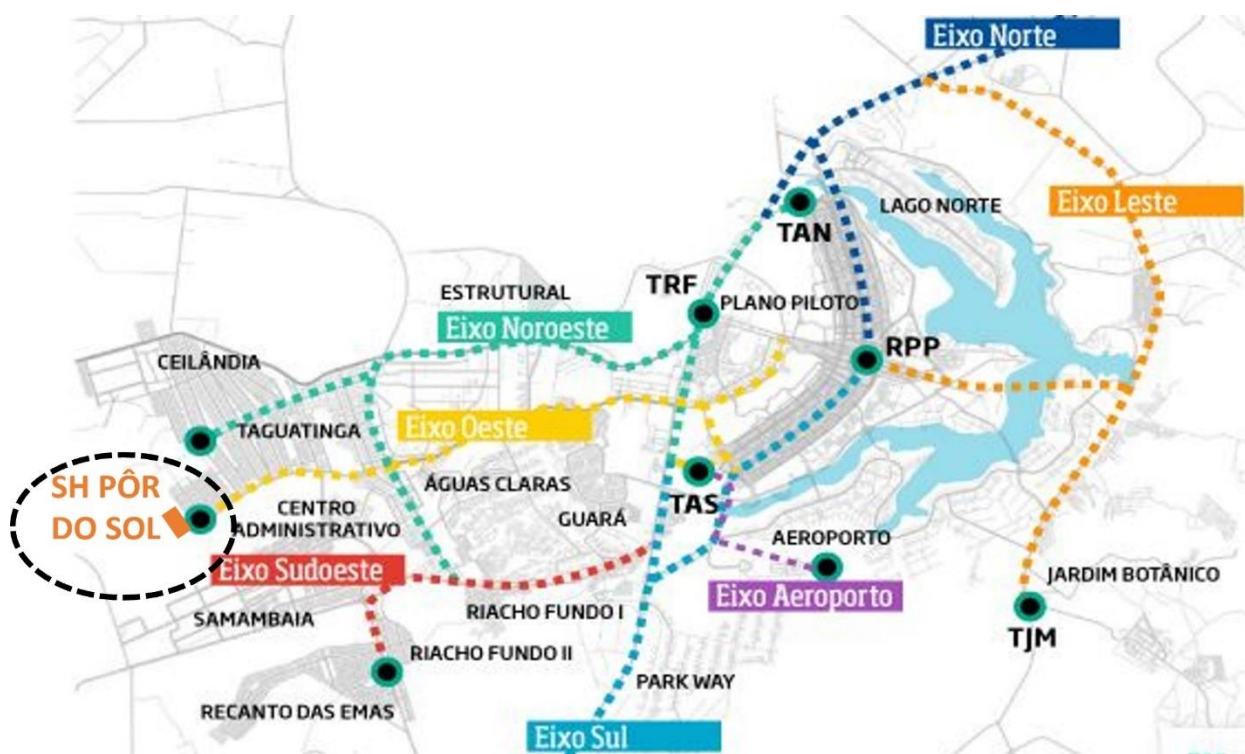 Eixo Norte
LAGO NORTE
Eixo Leste
TAN
ESTRUTURAL
TRF
PLANO PILOTO
Eixo Noroeste
RPP
CEILÂNDIA
TAGUATINGA
Eixo Oeste
SH PÔR
DO SOL
ÁGUAS CLARAS
CENTRO
ADMINISTRATIVO
GUARÁ
TAS
AEROPORTO
Eixo Sudoeste
Eixo Aeroporto
JARDIM BOTÂNICO
SAMAMBAIA
RIACHO FUNDO I
TJM
RIACHO FUNDO II
PARK WAY
RECANTO DAS EMAS
Eixo Sul